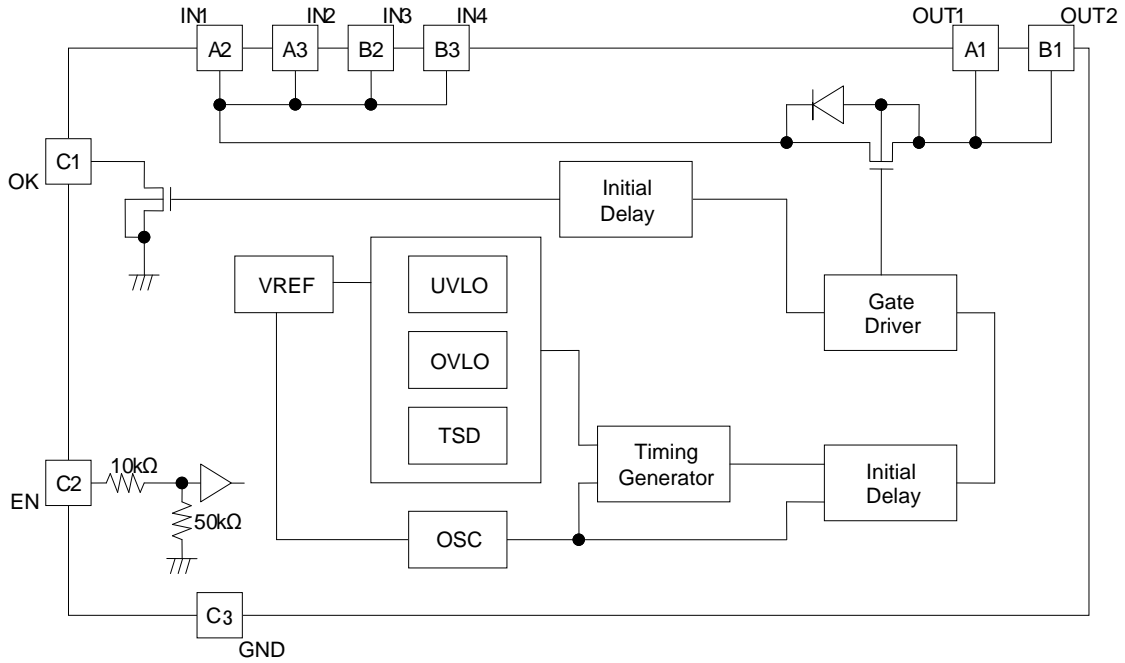 IN1
IN2
IN3
IN4
OUT1
OUT2
A2
A3
B2
B3
A1
B1
C1
OK
Initial
Delay
VREF
UVLO
OVLO
TSD
Gate
Driver
Timing
Generator
Initial
Delay
C2
EN
10kΩ
50kΩ
OSC
C3
GND